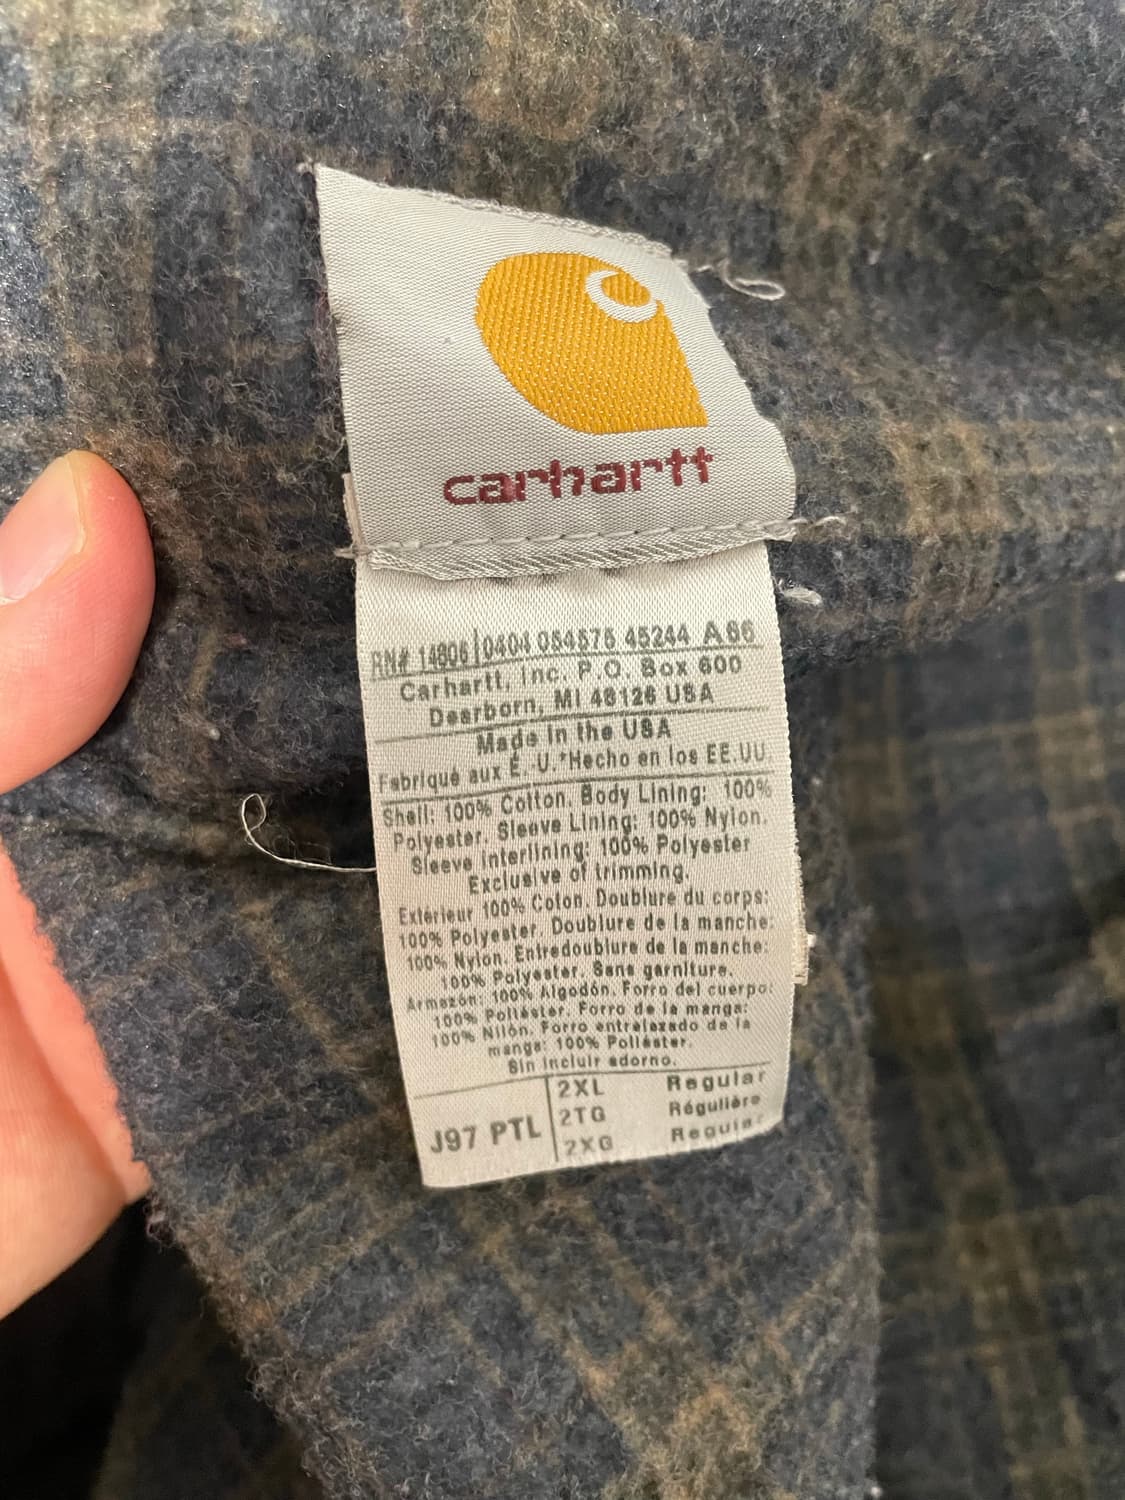 carhartt
RN# 14806 0404 054575 45244 A66
Carhartt, Inc. P.O. Box 600
Dearborn, MI 48126 USA
Made in the USA
Fabriqué aux É.-U.*Hecho en los EE.UU.
Shell: 100% Cotton. Body Lining: 100%
Polyester. Sleeve Lining: 100% Nylon.
Sleeve Interlining: 100% Polyester
Exclusive of trimming.
Extérieur 100% Coton. Doublure du corps:
100% Polyester. Doublure de la manche:
100% Nylon. Entredoublure de la manche:
100% Polyester. Sans garniture.
Armazón: 100% Algodón. Forro del cuerpo:
100% Poliéster. Forro de la manga:
100% Nilón. Forro entrelazado de la
manga: 100% Poliéster.
Sin incluir adorno.
J97 PTL
2XL Regular
2TG Régulière
2XG Regular